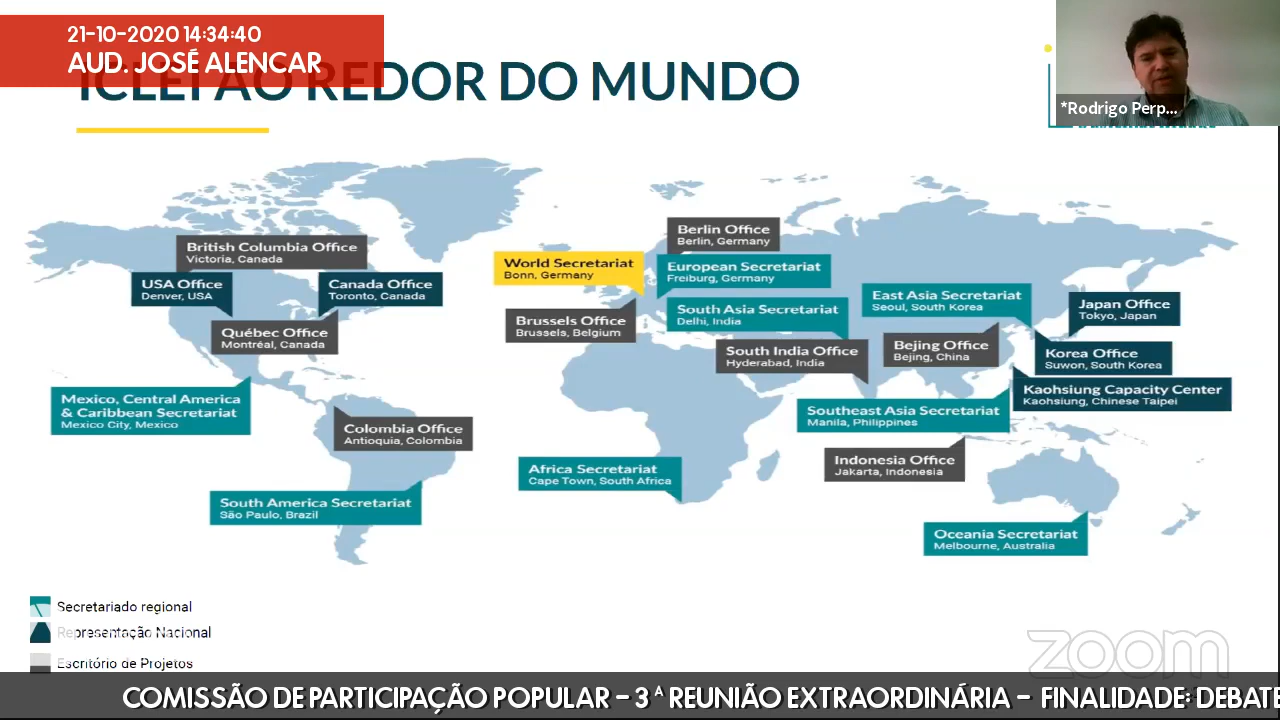 21-10-2020 14:34:40
AUD. JOSÉ ALENCAR
ICLEI AO REDOR DO MUNDO
*Rodrigo Perp...
British Columbia Office
Victoria, Canada
USA Office
Denver, USA
Canada Office
Toronto, Canada
Québec Office
Montréal, Canada
Mexico, Central America
& Caribbean Secretariat
Mexico City, Mexico
Colombia Office
Antioquia, Colombia
South America Secretariat
São Paulo, Brazil
World Secretariat
Bonn, Germany
Brussels Office
Brussels, Belgium
Berlin Office
Berlin, Germany
European Secretariat
Freiburg, Germany
South Asia Secretariat
Delhi, India
South India Office
Hyderabad, India
Africa Secretariat
Cape Town, South Africa
East Asia Secretariat
Seoul, South Korea
Bejing Office
Bejing, China
Japan Office
Tokyo, Japan
Korea Office
Suwon, South Korea
Kaohsiung Capacity Center
Kaohsiung, Chinese Taipei
Southeast Asia Secretariat
Manila, Philippines
Indonesia Office
Jakarta, Indonesia
Oceania Secretariat
Melbourne, Australia
Secretariado regional
Representação Nacional
Escritório de Projetos
zoom
COMISSÃO DE PARTICIPAÇÃO POPULAR – 3ª REUNIÃO EXTRAORDINÁRIA – FINALIDADE: DEBATE